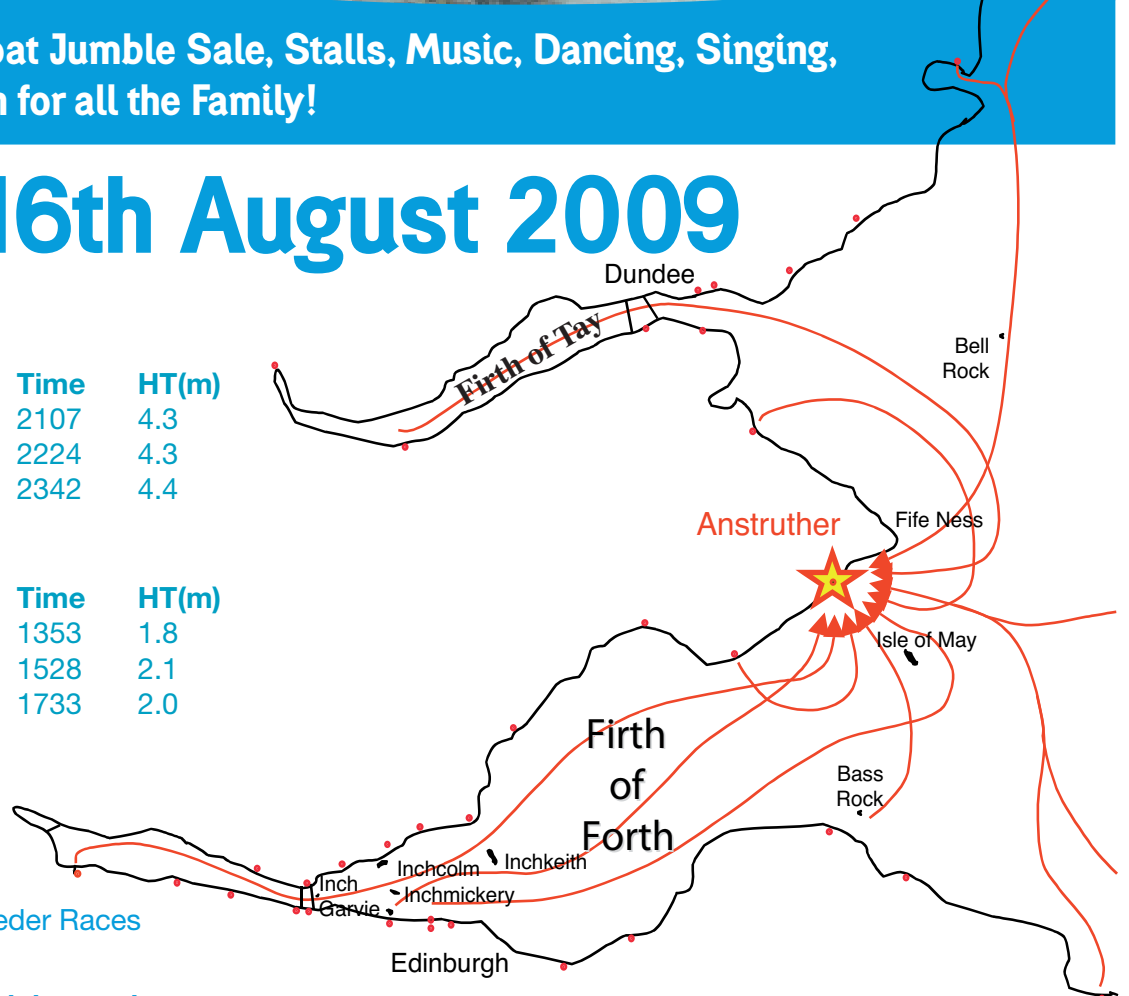 Jumble Sale, Stalls, Music, Dancing, Singing,
for all the Family!
16th August 2009
Dundee
Firth of Tay
Bell
Rock
Time HT(m)
2107 4.3
2224 4.3
2342 4.4
Anstruther
Fife Ness
Time HT(m)
1353 1.8
1528 2.1
1733 2.0
Isle of May
Firth
of
Forth
Bass
Rock
Inchkeith
Inchcolm
Inch
Garvie
Inchmickery
Races
Edinburgh